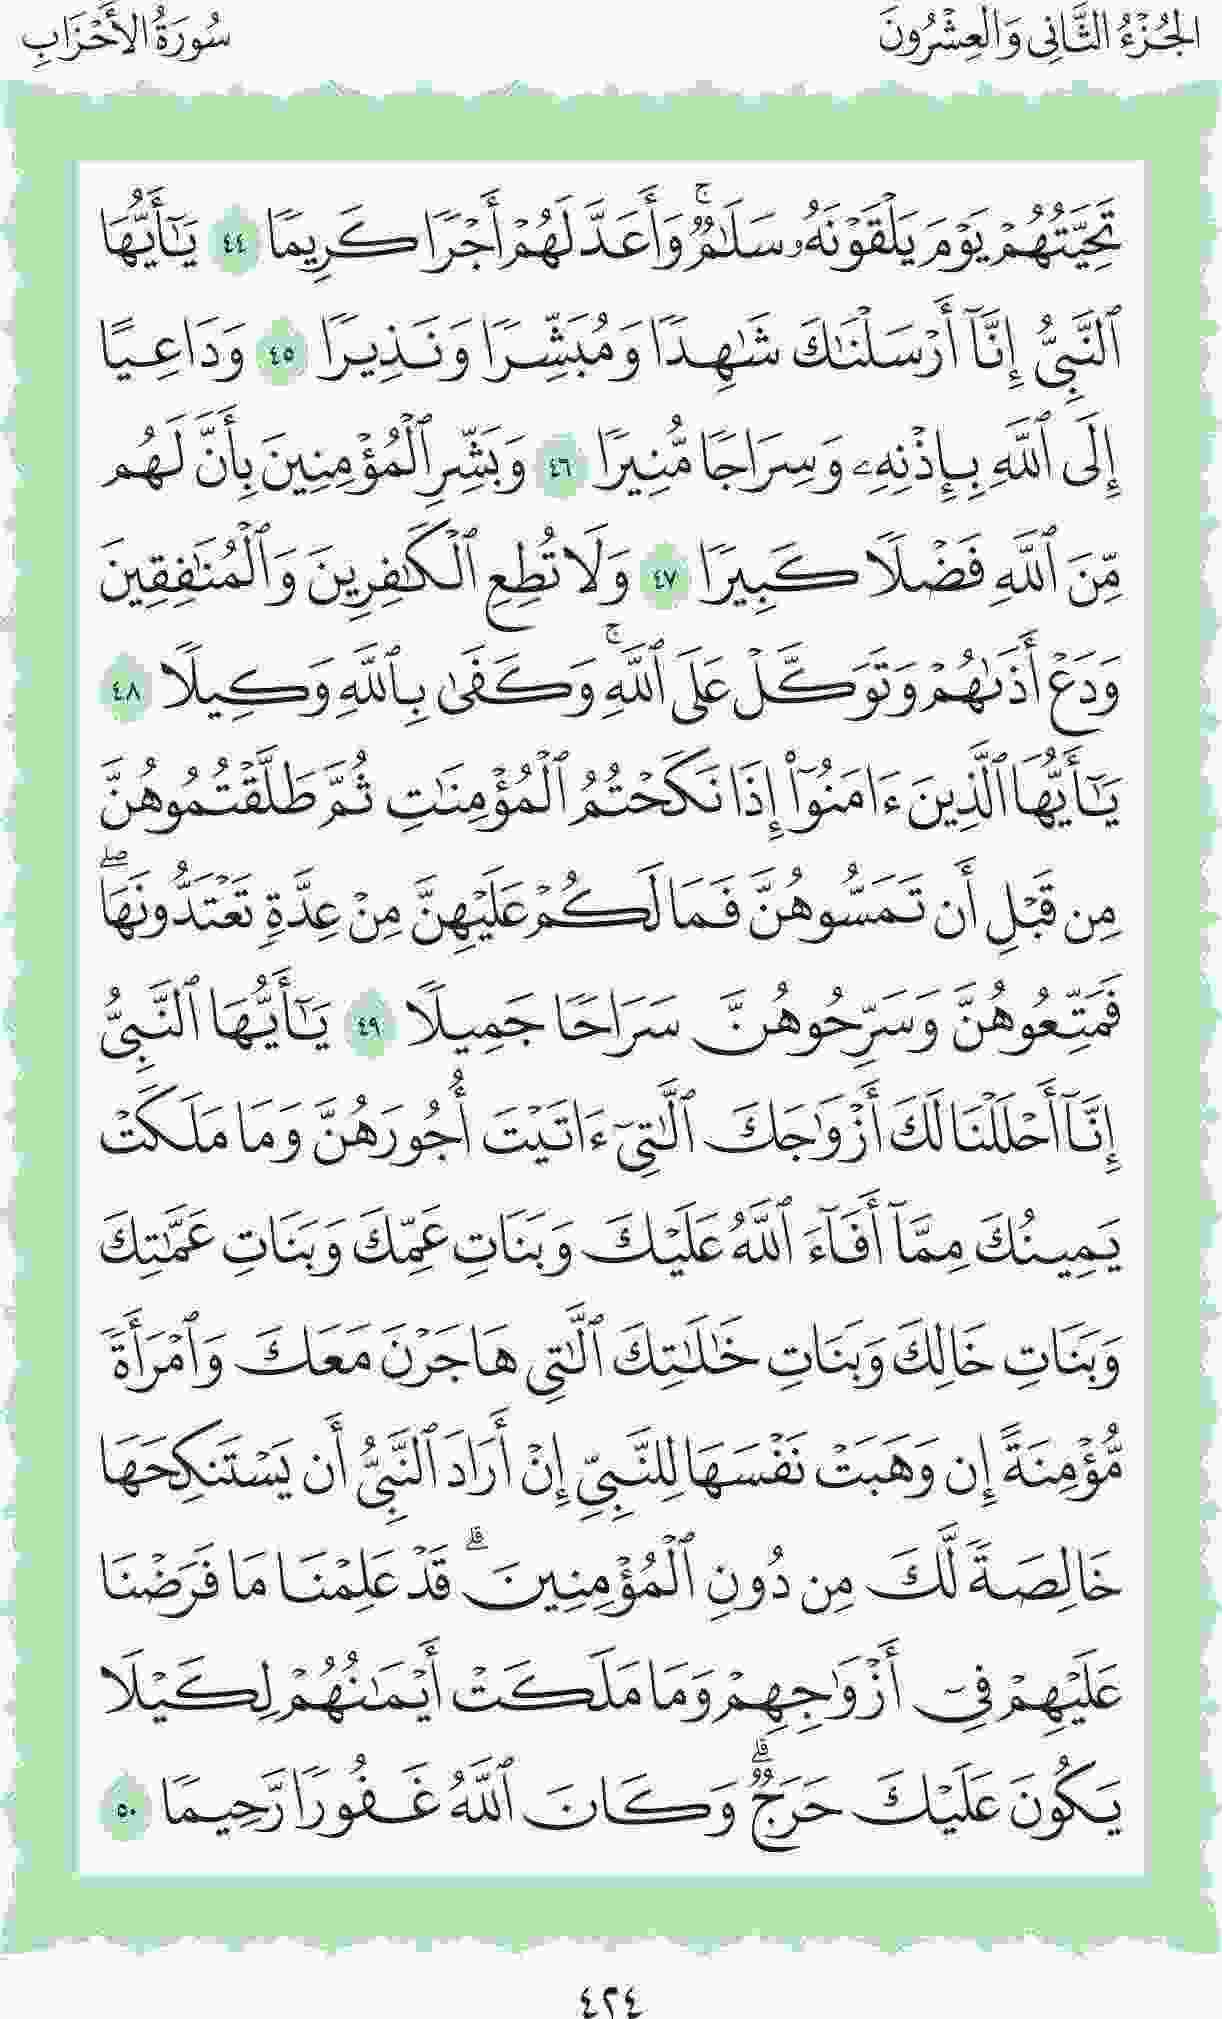 الجُزْءُ الثَّانِي وَالْعِشْرُونَ سُورَةُ الأَحْزَابِ
تَحِيَّتُهُمْ يَوْمَ يَلْقَوْنَهُۥ سَلَٰمٌۚ وَأَعَدَّ لَهُمْ أَجْرًا كَرِيمًا ٤٤ يَٰٓأَيُّهَا
ٱلنَّبِيُّ إِنَّآ أَرْسَلْنَٰكَ شَٰهِدًا وَمُبَشِّرًا وَنَذِيرًا ٤٥ وَدَاعِيًا
إِلَى ٱللَّهِ بِإِذْنِهِۦ وَسِرَاجًا مُّنِيرًا ٤٦ وَبَشِّرِ ٱلْمُؤْمِنِينَ بِأَنَّ لَهُم
مِّنَ ٱللَّهِ فَضْلًا كَبِيرًا ٤٧ وَلَا تُطِعِ ٱلْكَٰفِرِينَ وَٱلْمُنَٰفِقِينَ
وَدَعْ أَذَىٰهُمْ وَتَوَكَّلْ عَلَى ٱللَّهِۚ وَكَفَىٰ بِٱللَّهِ وَكِيلًا ٤٨
يَٰٓأَيُّهَا ٱلَّذِينَ ءَامَنُوٓا۟ إِذَا نَكَحْتُمُ ٱلْمُؤْمِنَٰتِ ثُمَّ طَلَّقْتُمُوهُنَّ
مِن قَبْلِ أَن تَمَسُّوهُنَّ فَمَا لَكُمْ عَلَيْهِنَّ مِنْ عِدَّةٍ تَعْتَدُّونَهَاۖ
فَمَتِّعُوهُنَّ وَسَرِّحُوهُنَّ سَرَاحًا جَمِيلًا ٤٩ يَٰٓأَيُّهَا ٱلنَّبِيُّ
إِنَّآ أَحْلَلْنَا لَكَ أَزْوَٰجَكَ ٱلَّٰتِيٓ ءَاتَيْتَ أُجُورَهُنَّ وَمَا مَلَكَتْ
يَمِينُكَ مِمَّآ أَفَآءَ ٱللَّهُ عَلَيْكَ وَبَنَاتِ عَمِّكَ وَبَنَاتِ عَمَّٰتِكَ
وَبَنَاتِ خَالِكَ وَبَنَاتِ خَٰلَٰتِكَ ٱلَّٰتِي هَاجَرْنَ مَعَكَ وَٱمْرَأَةً
مُّؤْمِنَةً إِن وَهَبَتْ نَفْسَهَا لِلنَّبِيِّ إِنْ أَرَادَ ٱلنَّبِيُّ أَن يَسْتَنكِحَهَا
خَالِصَةً لَّكَ مِن دُونِ ٱلْمُؤْمِنِينَۗ قَدْ عَلِمْنَا مَا فَرَضْنَا
عَلَيْهِمْ فِيٓ أَزْوَٰجِهِمْ وَمَا مَلَكَتْ أَيْمَٰنُهُمْ لِكَيْلَا
يَكُونَ عَلَيْكَ حَرَجٌۗ وَكَانَ ٱللَّهُ غَفُورًا رَّحِيمًا ٥٠
٤٢٤